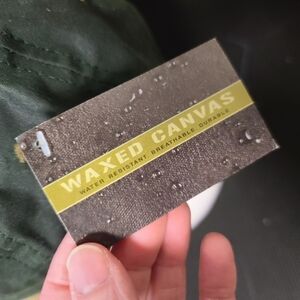 WAXED CANVAS
WATER RESISTANT BREATHABLE DURABLE